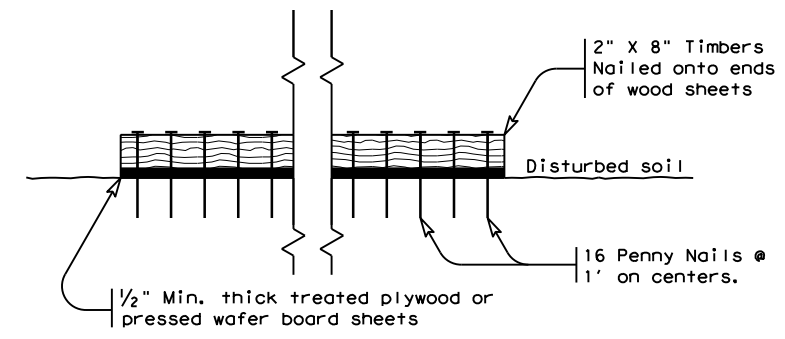 2" X 8" Timbers
Nailed onto ends
of wood sheets
Disturbed soil
16 Penny Nails @
1' on centers.
½" Min. thick treated plywood or
pressed wafer board sheets